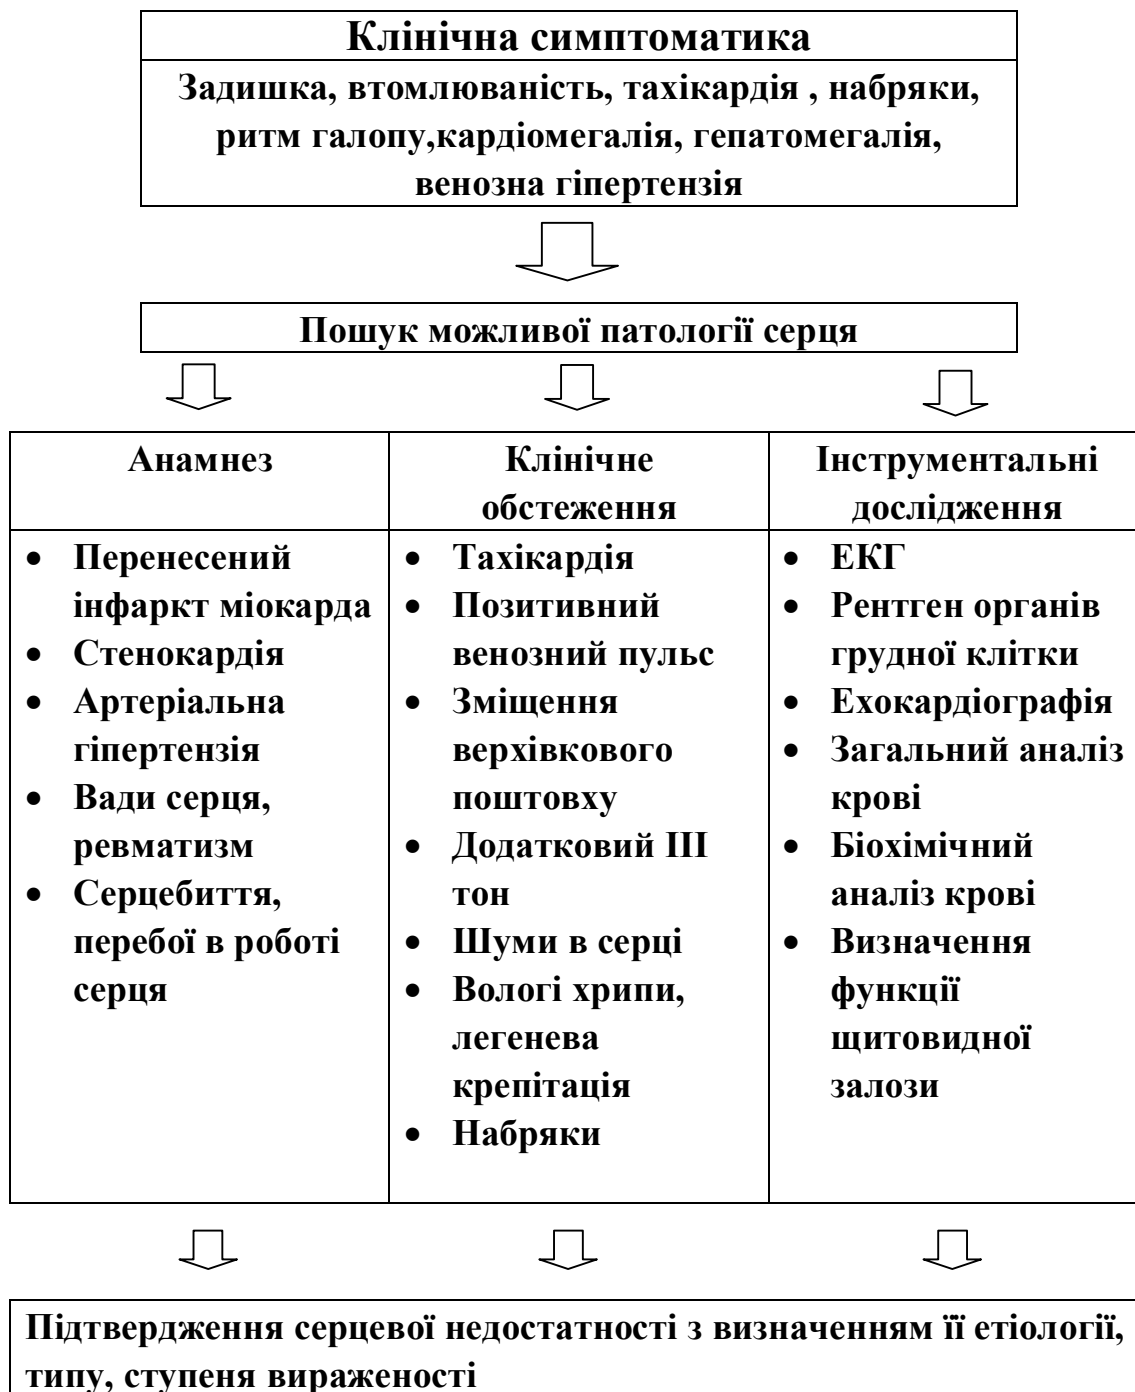 Клінічна симптоматика
Задишка, втомлюваність, тахікардія , набряки,
ритм галопу,кардіомегалія, гепатомегалія,
венозна гіпертензія
Пошук можливої патології серця
Анамнез
• Перенесений
інфаркт міокарда
• Стенокардія
• Артеріальна
гіпертензія
• Вади серця,
ревматизм
• Серцебиття,
перебої в роботі
серця
Клінічне
обстеження
• Тахікардія
• Позитивний
венозний пульс
• Зміщення
верхівкового
поштовху
• Додатковий III
тон
• Шуми в серці
• Вологі хрипи,
легенева
крепітація
• Набряки
Інструментальні
дослідження
• ЕКГ
• Рентген органів
грудної клітки
• Ехокардіографія
• Загальний аналіз
крові
• Біохімічний
аналіз крові
• Визначення
функції
щитовидної
залози
Підтвердження серцевої недостатності з визначенням її етіології,
типу, ступеня вираженості